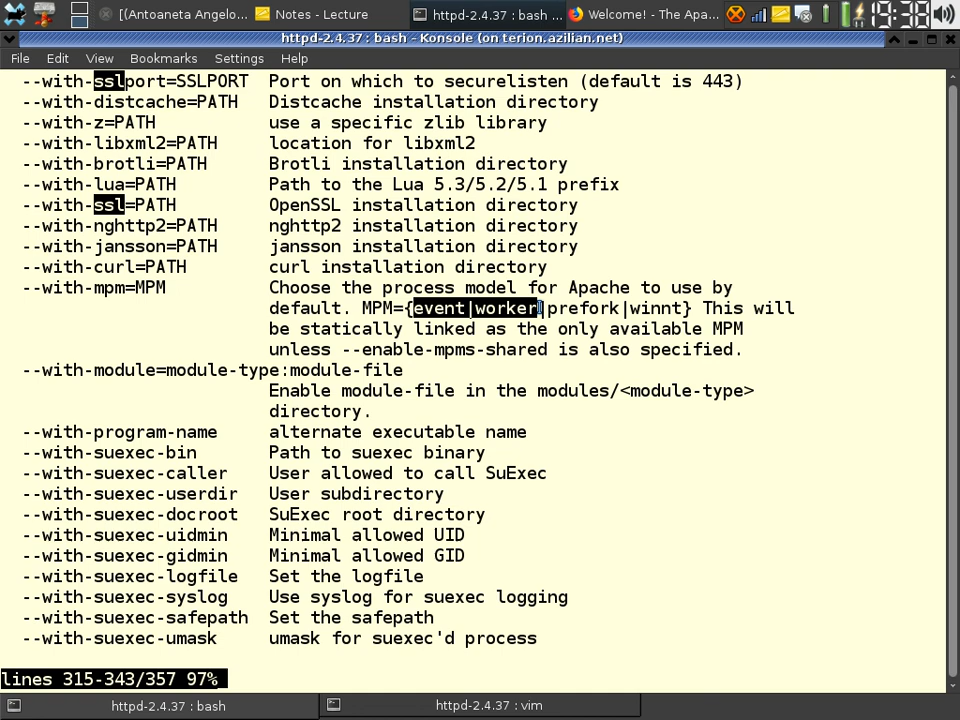 [(Antoaneta Angelo...
Notes - Lecture
httpd-2.4.37 : bash ...
Welcome! - The Apa...
19:38
httpd-2.4.37 : bash - Konsole (on terion.azilian.net)
File Edit View Bookmarks Settings Help
--with-sslport=SSLPORT Port on which to securelisten (default is 443)
--with-distcache=PATH Distcache installation directory
--with-z=PATH use a specific zlib library
--with-libxml2=PATH location for libxml2
--with-brotli=PATH Brotli installation directory
--with-lua=PATH Path to the Lua 5.3/5.2/5.1 prefix
--with-ssl=PATH OpenSSL installation directory
--with-nghttp2=PATH nghttp2 installation directory
--with-jansson=PATH jansson installation directory
--with-curl=PATH curl installation directory
--with-mpm=MPM Choose the process model for Apache to use by
default. MPM={event|worker|prefork|winnt} This will
be statically linked as the only available MPM
unless --enable-mpms-shared is also specified.
--with-module=module-type:module-file
Enable module-file in the modules/<module-type>
directory.
--with-program-name alternate executable name
--with-suexec-bin Path to suexec binary
--with-suexec-caller User allowed to call SuExec
--with-suexec-userdir User subdirectory
--with-suexec-docroot SuExec root directory
--with-suexec-uidmin Minimal allowed UID
--with-suexec-gidmin Minimal allowed GID
--with-suexec-logfile Set the logfile
--with-suexec-syslog Use syslog for suexec logging
--with-suexec-safepath Set the safepath
--with-suexec-umask umask for suexec'd process
lines 315-343/357 97%
httpd-2.4.37 : bash
httpd-2.4.37 : vim